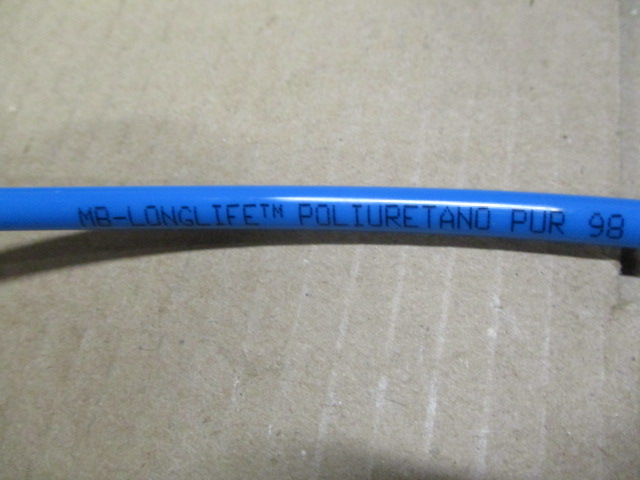 MB-LONGLIFE™ POLIURETANO PUR 98